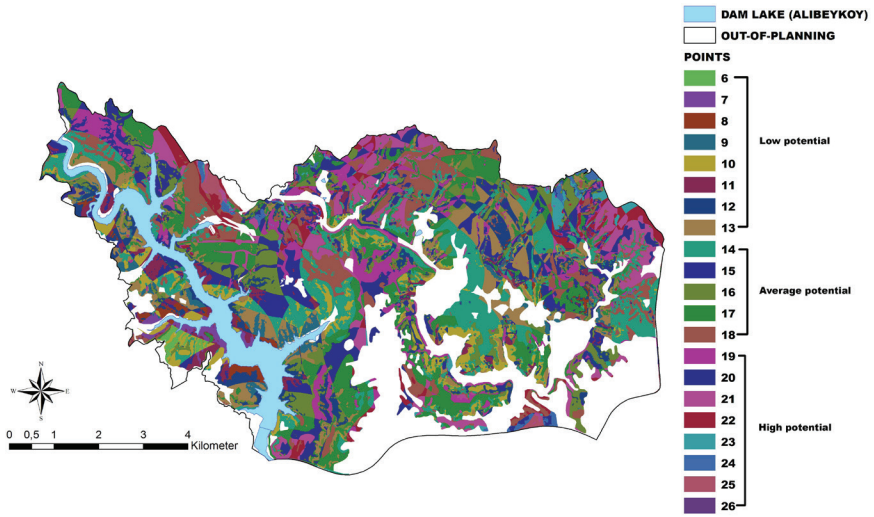 DAM LAKE (ALIBEYKOY)
OUT-OF-PLANNING
POINTS
6
7
8
9
10
11
12
13
Low potential
14
15
16
17
18
Average potential
19
20
21
22
23
24
25
26
High potential
N
W E
S
0 0,5 1 2 3 4
Kilometer